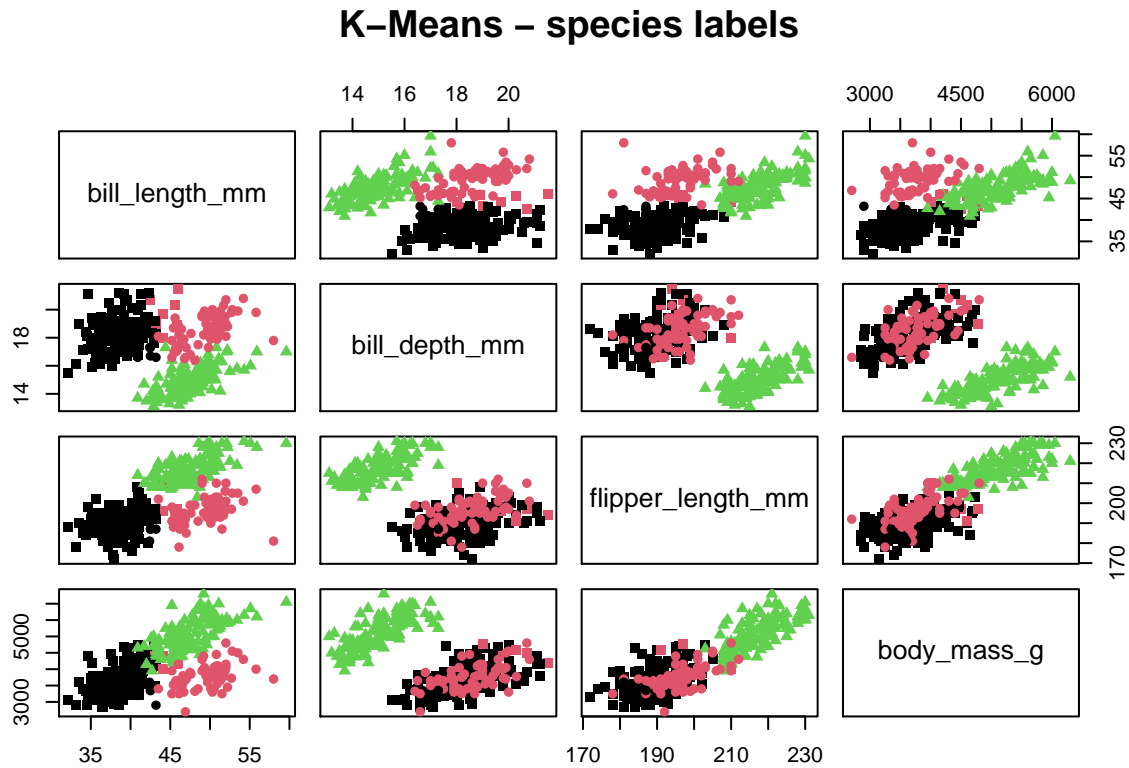 K−Means − species labels
14 16 18 20
3000 4500 6000
bill_length_mm
35 45 55
14 18
bill_depth_mm
flipper_length_mm
170 200 230
3000 5000
body_mass_g
35 45 55
170 190 210 230